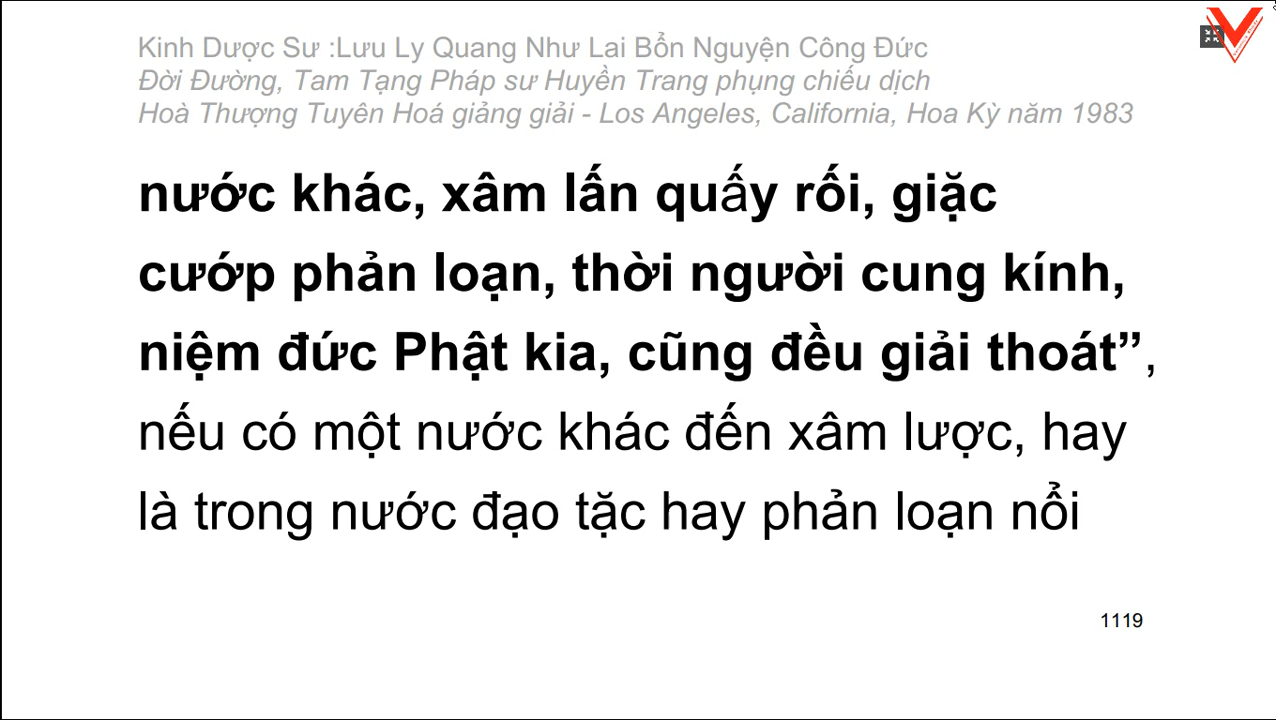 Kinh Dược Sư :Lưu Ly Quang Như Lai Bổn Nguyện Công Đức
Đời Đường, Tam Tạng Pháp sư Huyền Trang phụng chiếu dịch
Hoà Thượng Tuyên Hoá giảng giải - Los Angeles, California, Hoa Kỳ năm 1983
nước khác, xâm lấn quấy rối, giặc
cướp phản loạn, thời người cung kính,
niệm đức Phật kia, cũng đều giải thoát”,
nếu có một nước khác đến xâm lược, hay
là trong nước đạo tặc hay phản loạn nổi
1119